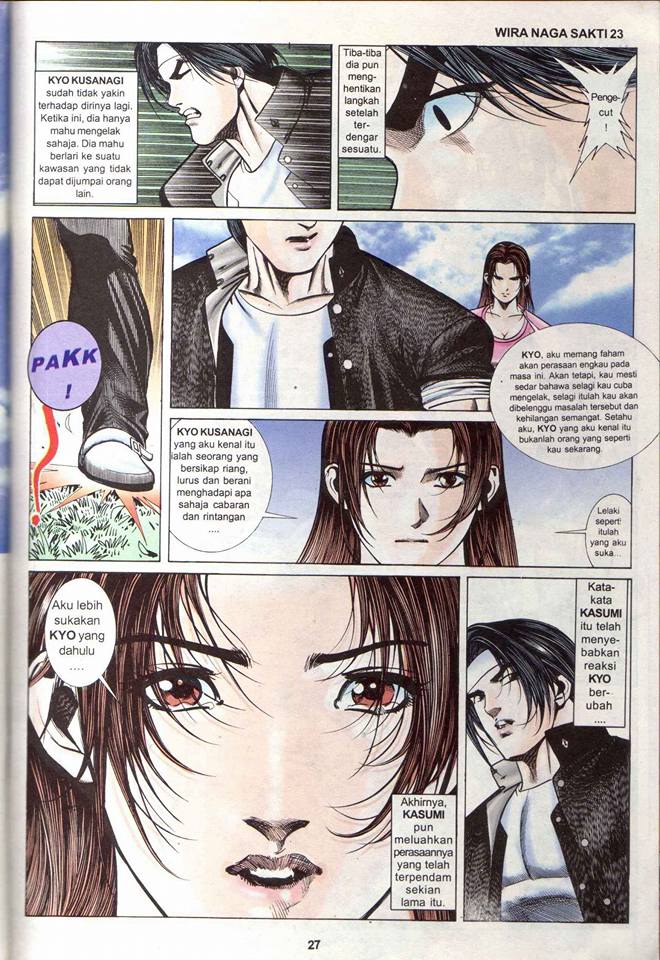 WIRA NAGA SAKTI 23
KYO KUSANAGI
sudah tidak yakin
terhadap dirinya lagi.
Ketika ini, dia hanya
mahu mengelak
sahaja. Dia mahu
berlari ke suatu
kawasan yang tidak
dapat dijumpai orang
lain.
Tiba-tiba
dia pun
meng-
hentikan
langkah
setelah
ter-
dengar
sesuatu.
Penge-
cut
!
PAKK
!
KYO, aku memang faham
akan perasaan engkau pada
masa ini. Akan tetapi, kau mesti
sedar bahawa selagi kau cuba
mengelak, selagi itulah kau akan
dibelenggu masalah tersebut dan
kehilangan semangat. Setahu
aku, KYO yang aku kenal itu
bukanlah orang yang seperti
kau sekarang.
KYO KUSANAGI
yang aku kenal itu
ialah seorang yang
bersikap riang,
lurus dan berani
menghadapi apa
sahaja cabaran
dan rintangan
....
Lelaki
seperti
itulah
yang aku
suka...
Aku lebih
sukakan
KYO yang
dahulu
....
Kata-
kata
KASUMI
itu telah
menye-
babkan
reaksi
KYO
ber-
ubah
....
Akhirnya,
KASUMI
pun
meluahkan
perasaannya
yang telah
terpendam
sekian
lama itu.
27